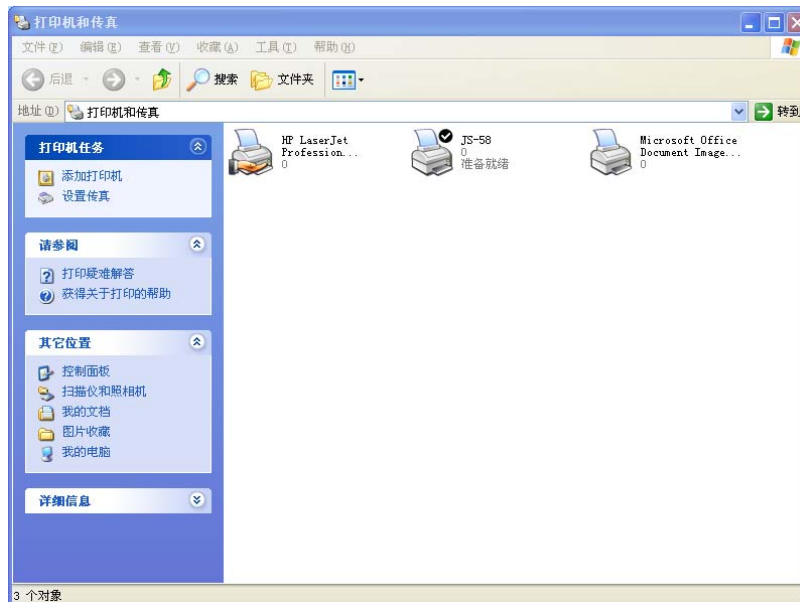 打印机和传真
文件(F) 编辑(E) 查看(V) 收藏(A) 工具(T) 帮助(H)
后退 搜索 文件夹
地址(D) 打印机和传真 转到
打印机任务
添加打印机
设置传真
请参阅
打印疑难解答
获得关于打印的帮助
其它位置
控制面板
扫描仪和照相机
我的文档
图片收藏
我的电脑
详细信息
HP LaserJet
Profession...
0
JS-58
0
准备就绪
Microsoft Office
Document Image...
0
3 个对象